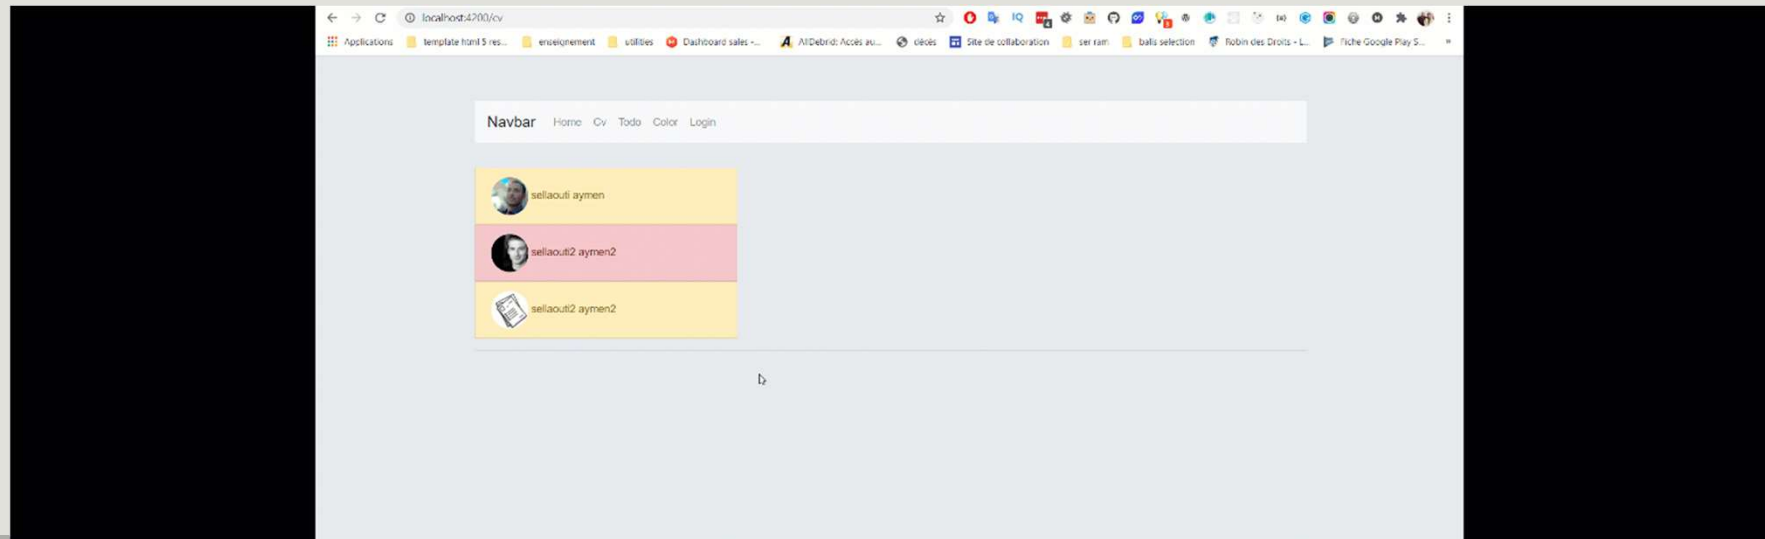 localhost:4200/cv
IQ
Applications template html 5 res... enseignement utilities Dashboard sales -... AllDebrid: Accès au... décès Site de collaboration ser ram balis selection Robin des Droits - L... Fiche Google Play S... »
Navbar Home Cv Todo Color Login
sellaouti aymen
sellaouti2 aymen2
sellaouti2 aymen2